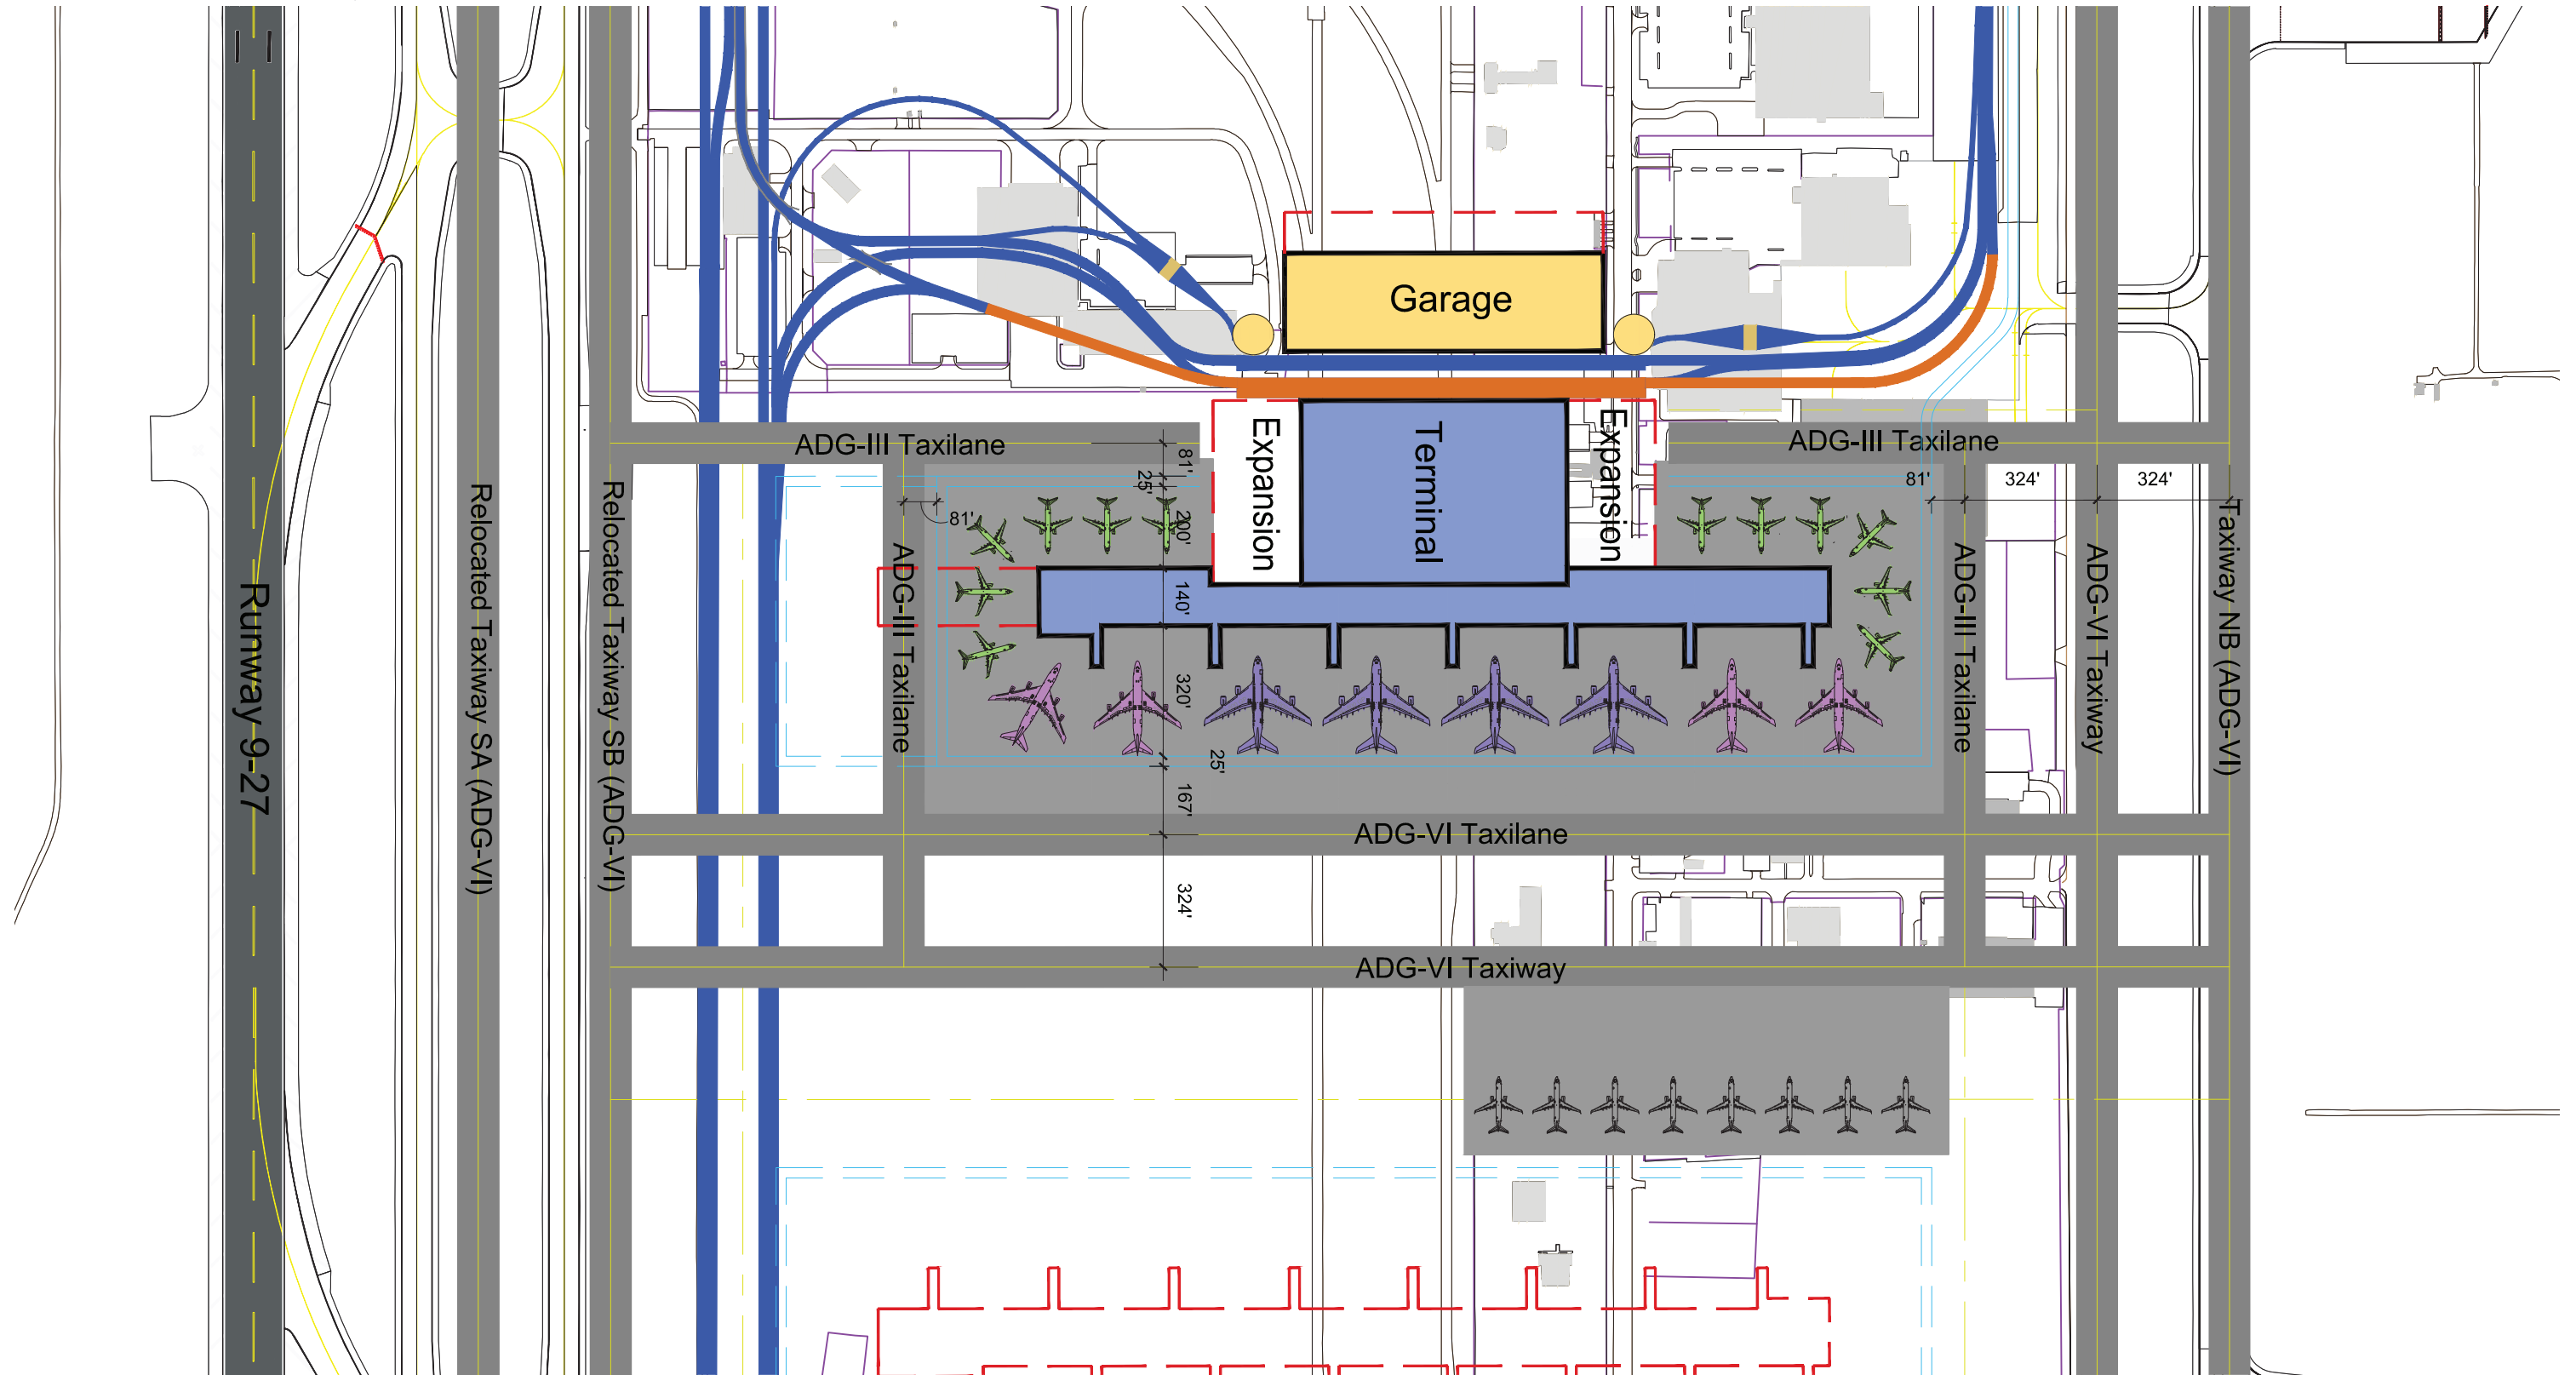 Garage
Expansion
Terminal
Expansion
ADG-III Taxilane
ADG-III Taxilane
81'
25'
81'
200'
140'
320'
25'
167'
324'
81'
324'
324'
Runway 9-27
Relocated Taxiway SA (ADG-VI)
Relocated Taxiway SB (ADG-VI)
ADG-III Taxilane
ADG-III Taxilane
ADG-VI Taxiway
Taxiway NB (ADG-VI)
ADG-VI Taxilane
ADG-VI Taxiway